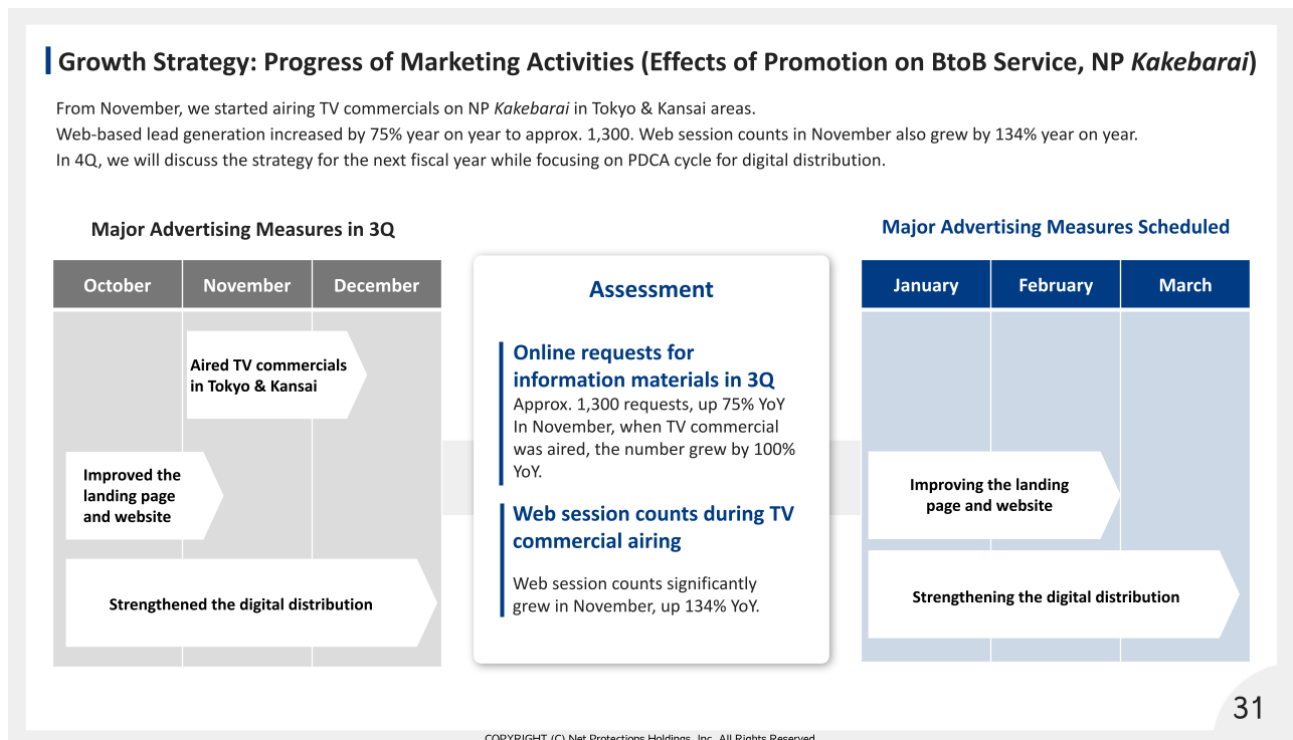 Growth Strategy: Progress of Marketing Activities (Effects of Promotion on BtoB Service, NP Kakebarai)
From November, we started airing TV commercials on NP Kakebarai in Tokyo & Kansai areas.
Web-based lead generation increased by 75% year on year to approx. 1,300. Web session counts in November also grew by 134% year on year.
In 4Q, we will discuss the strategy for the next fiscal year while focusing on PDCA cycle for digital distribution.
Major Advertising Measures in 3Q
October
November
December
Aired TV commercials
in Tokyo & Kansai
Improved the
landing page
and website
Strengthened the digital distribution
Assessment
Online requests for
information materials in 3Q
Approx. 1,300 requests, up 75% YoY
In November, when TV commercial
was aired, the number grew by 100%
YoY.
Web session counts during TV
commercial airing
Web session counts significantly
grew in November, up 134% YoY.
Major Advertising Measures Scheduled
January
February
March
Improving the landing
page and website
Strengthening the digital distribution
31
COPYRIGHT (C) Net Protections Holdings, Inc. All Rights Reserved.